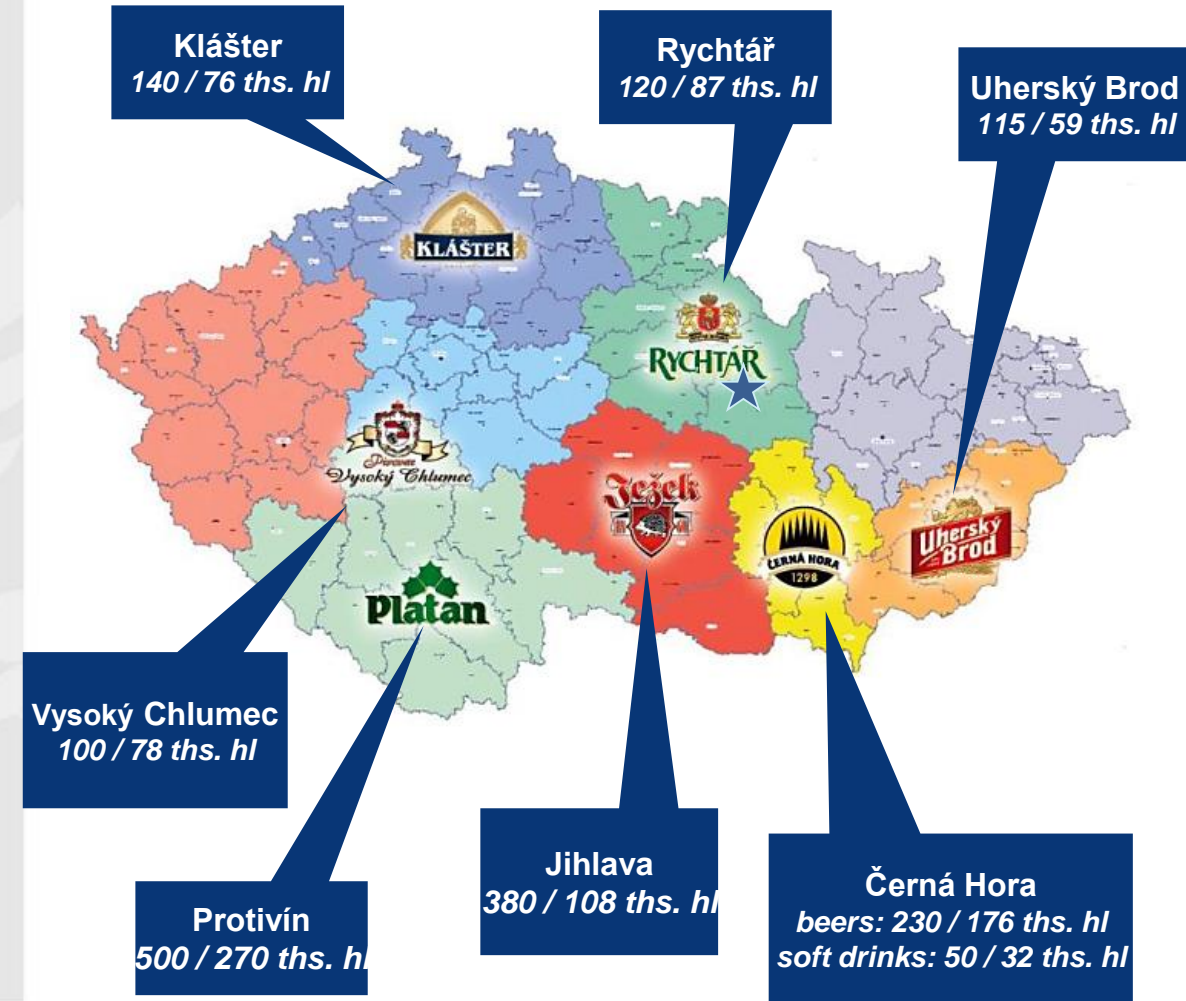 Klášter
140 / 76 ths. hl
Rychtář
120 / 87 ths. hl
Uherský Brod
115 / 59 ths. hl
KLÁŠTER
RYCHTÁŘ
Pivovar
Vysoký Chlumec
Ježek
Uherský
Brod
ČERNÁ HORA
1298
Platan
Vysoký Chlumec
100 / 78 ths. hl
Jihlava
380 / 108 ths. hl
Černá Hora
beers: 230 / 176 ths. hl
soft drinks: 50 / 32 ths. hl
Protivín
500 / 270 ths. hl